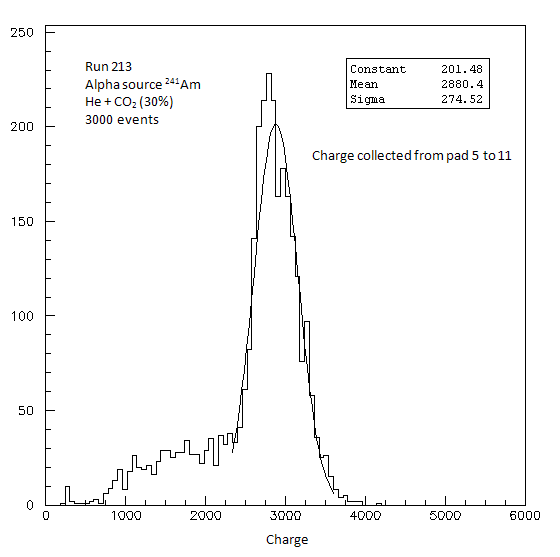 250
200
150
100
50
0
Run 213
Alpha source ²⁴¹Am
He + CO₂ (30%)
3000 events
Constant 201.48
Mean 2880.4
Sigma 274.52
Charge collected from pad 5 to 11
0 1000 2000 3000 4000 5000 6000
Charge